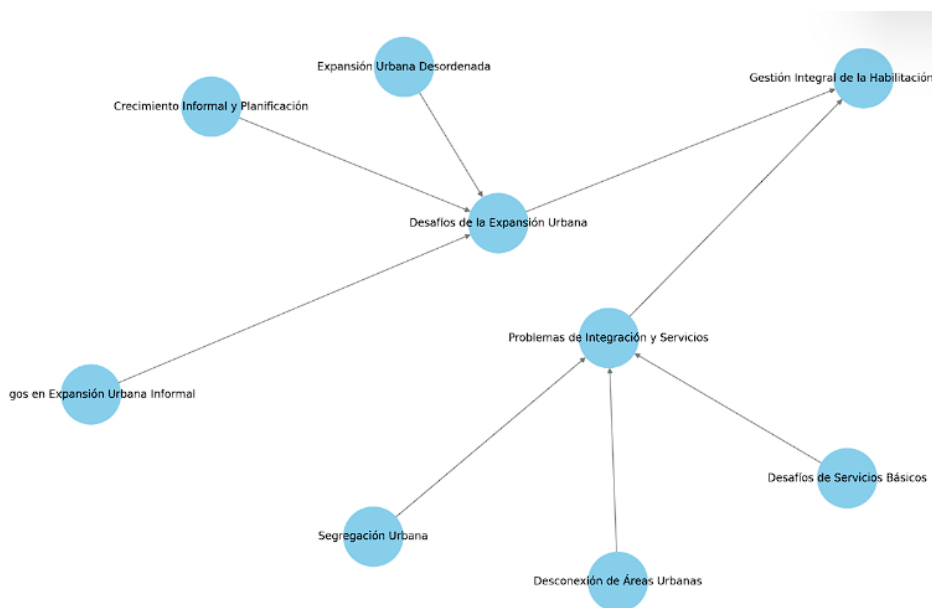 Expansión Urbana Desordenada
Gestión Integral de la Habilitación
Crecimiento Informal y Planificación
Desafíos de la Expansión Urbana
Problemas de Integración y Servicios
gos en Expansión Urbana Informal
Desafíos de Servicios Básicos
Segregación Urbana
Desconexión de Áreas Urbanas